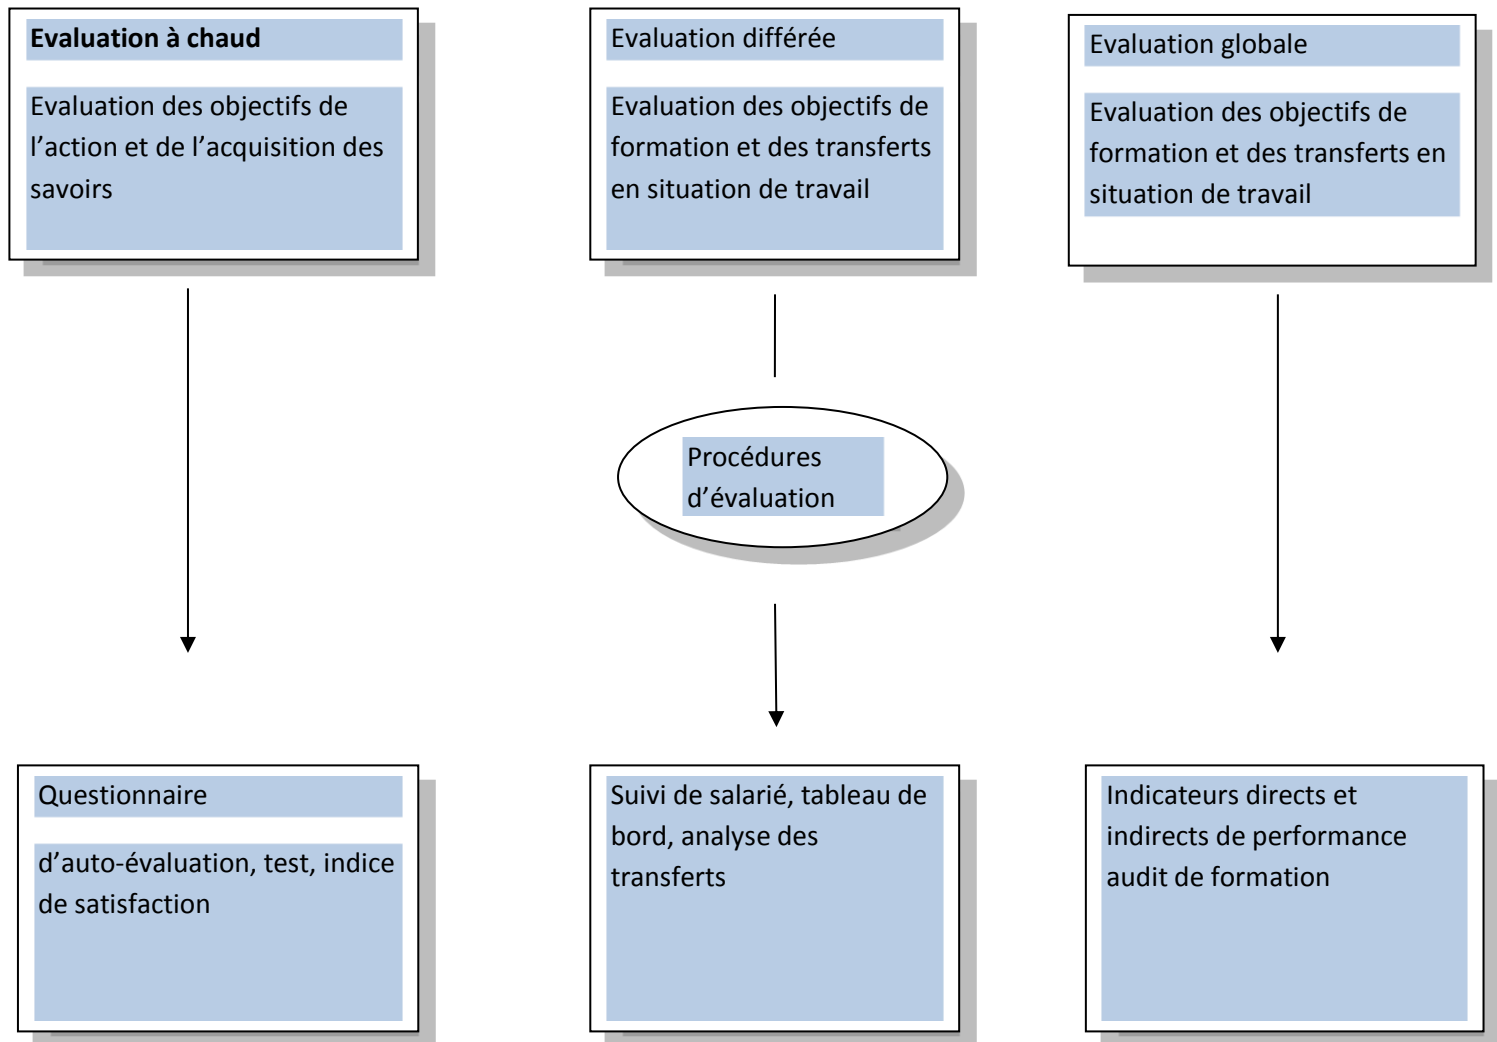 Evaluation à chaud
Evaluation des objectifs de
l’action et de l’acquisition des
savoirs
Evaluation différée
Evaluation des objectifs de
formation et des transferts
en situation de travail
Evaluation globale
Evaluation des objectifs de
formation et des transferts en
situation de travail
Procédures
d’évaluation
Questionnaire
d’auto-évaluation, test, indice
de satisfaction
Suivi de salarié, tableau de
bord, analyse des
transferts
Indicateurs directs et
indirects de performance
audit de formation